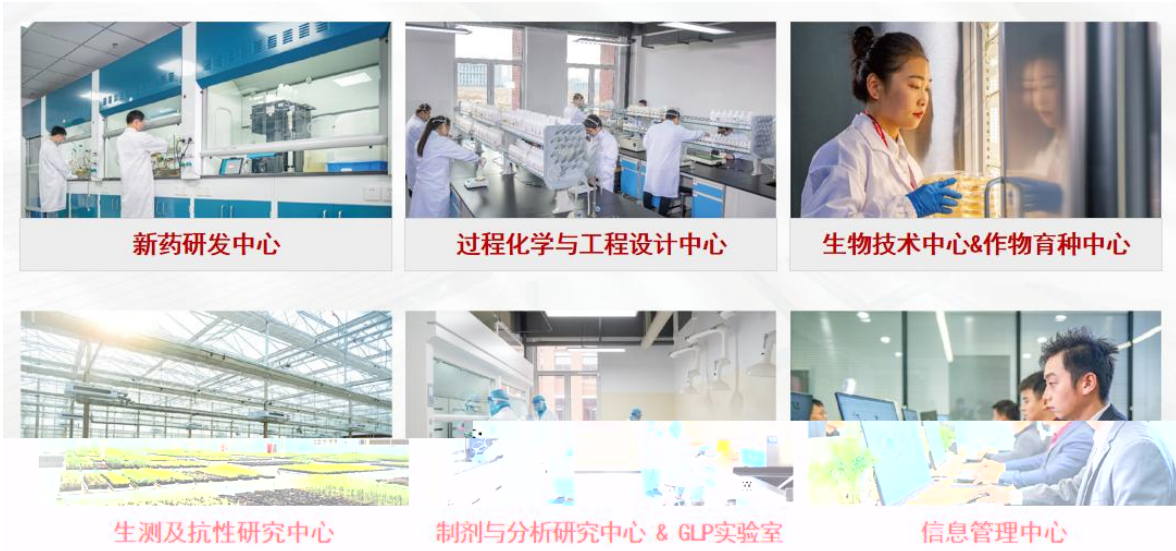 新药研发中心
过程化学与工程设计中心
生物技术中心&作物育种中心
生测及抗性研究中心
制剂与分析研究中心 & GLP实验室
信息管理中心